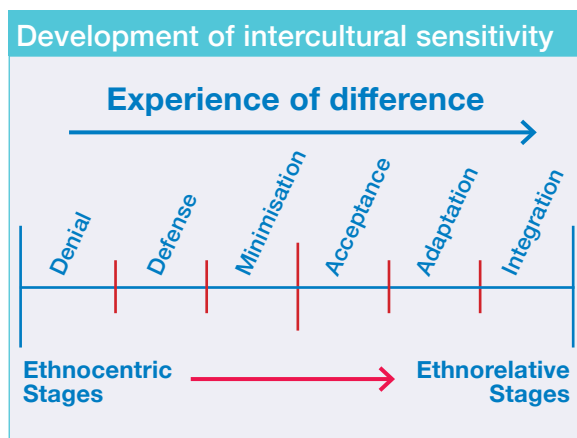 Development of intercultural sensitivity
Experience of difference
Denial
Defense
Minimisation
Acceptance
Adaptation
Integration
Ethnocentric
Stages
Ethnorelative
Stages